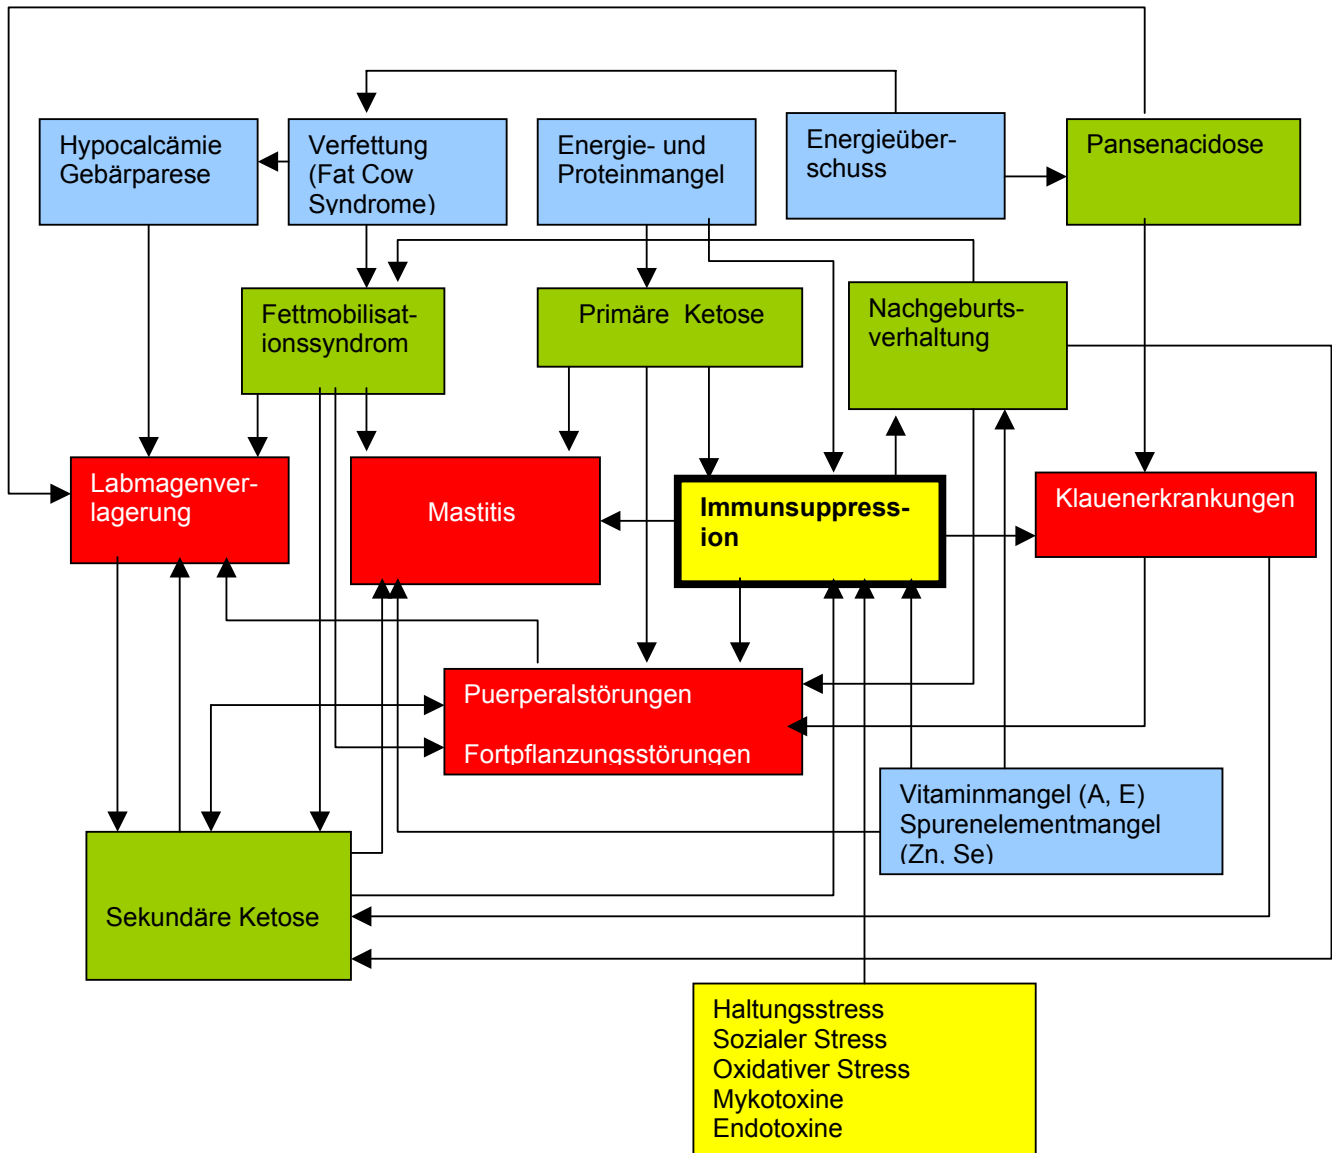 Hypocalcämie
Gebärparese
Verfettung
(Fat Cow
Syndrome)
Energie- und
Proteinmangel
Energieüber-
schuss
Pansenacidose
Fettmobilisat-
ionssyndrom
Primäre Ketose
Nachgeburts-
verhaltung
Labmagenver-
lagerung
Mastitis
Immunsuppress-
ion
Klauenerkrankungen
Puerperalstörungen
Fortpflanzungsstörungen
Vitaminmangel (A, E)
Spurenelementmangel
(Zn, Se)
Sekundäre Ketose
Haltungsstress
Sozialer Stress
Oxidativer Stress
Mykotoxine
Endotoxine